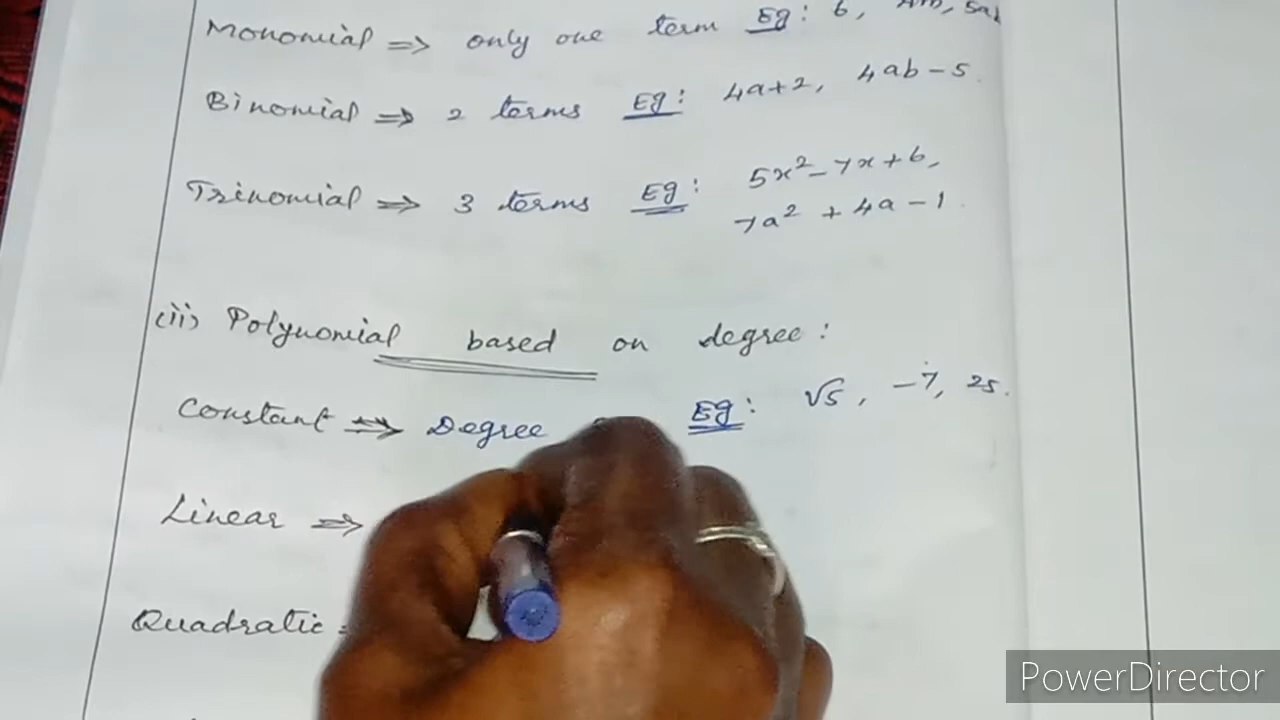 Monomial ⇒ only one term Eg: 6,
Binomial ⇒ 2 terms Eg: 4a+2, 4ab-5.
Trinomial ⇒ 3 terms Eg: 5x²-7x+6,
7a² + 4a - 1.
(ii) Polynomial based on degree:
Constant ⇒ Degree Eg: √5, -7, 25.
Linear ⇒
Quadratic
PowerDirector